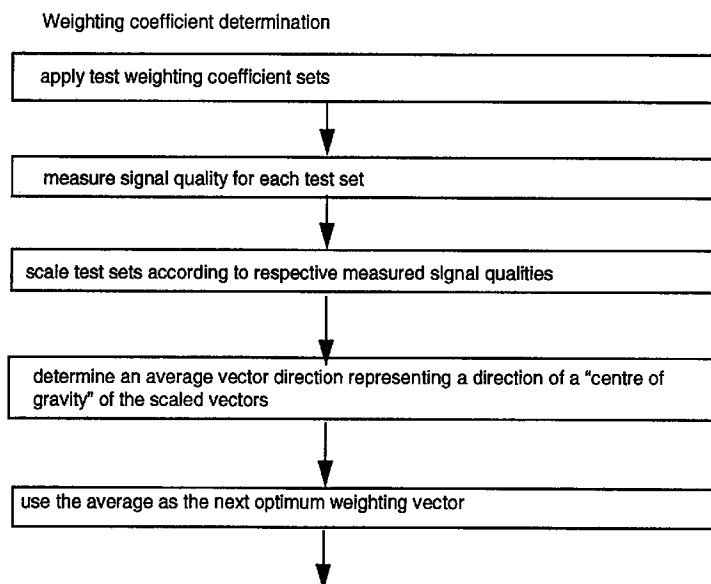 Weighting coefficient determination
apply test weighting coefficient sets
measure signal quality for each test set
scale test sets according to respective measured signal qualities
determine an average vector direction representing a direction of a “centre of
gravity” of the scaled vectors
use the average as the next optimum weighting vector